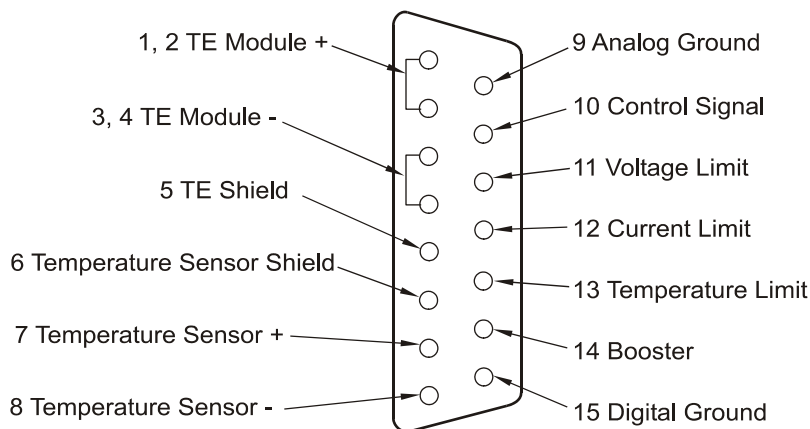 1, 2 TE Module +
3, 4 TE Module -
5 TE Shield
6 Temperature Sensor Shield
7 Temperature Sensor +
8 Temperature Sensor -
9 Analog Ground
10 Control Signal
11 Voltage Limit
12 Current Limit
13 Temperature Limit
14 Booster
15 Digital Ground